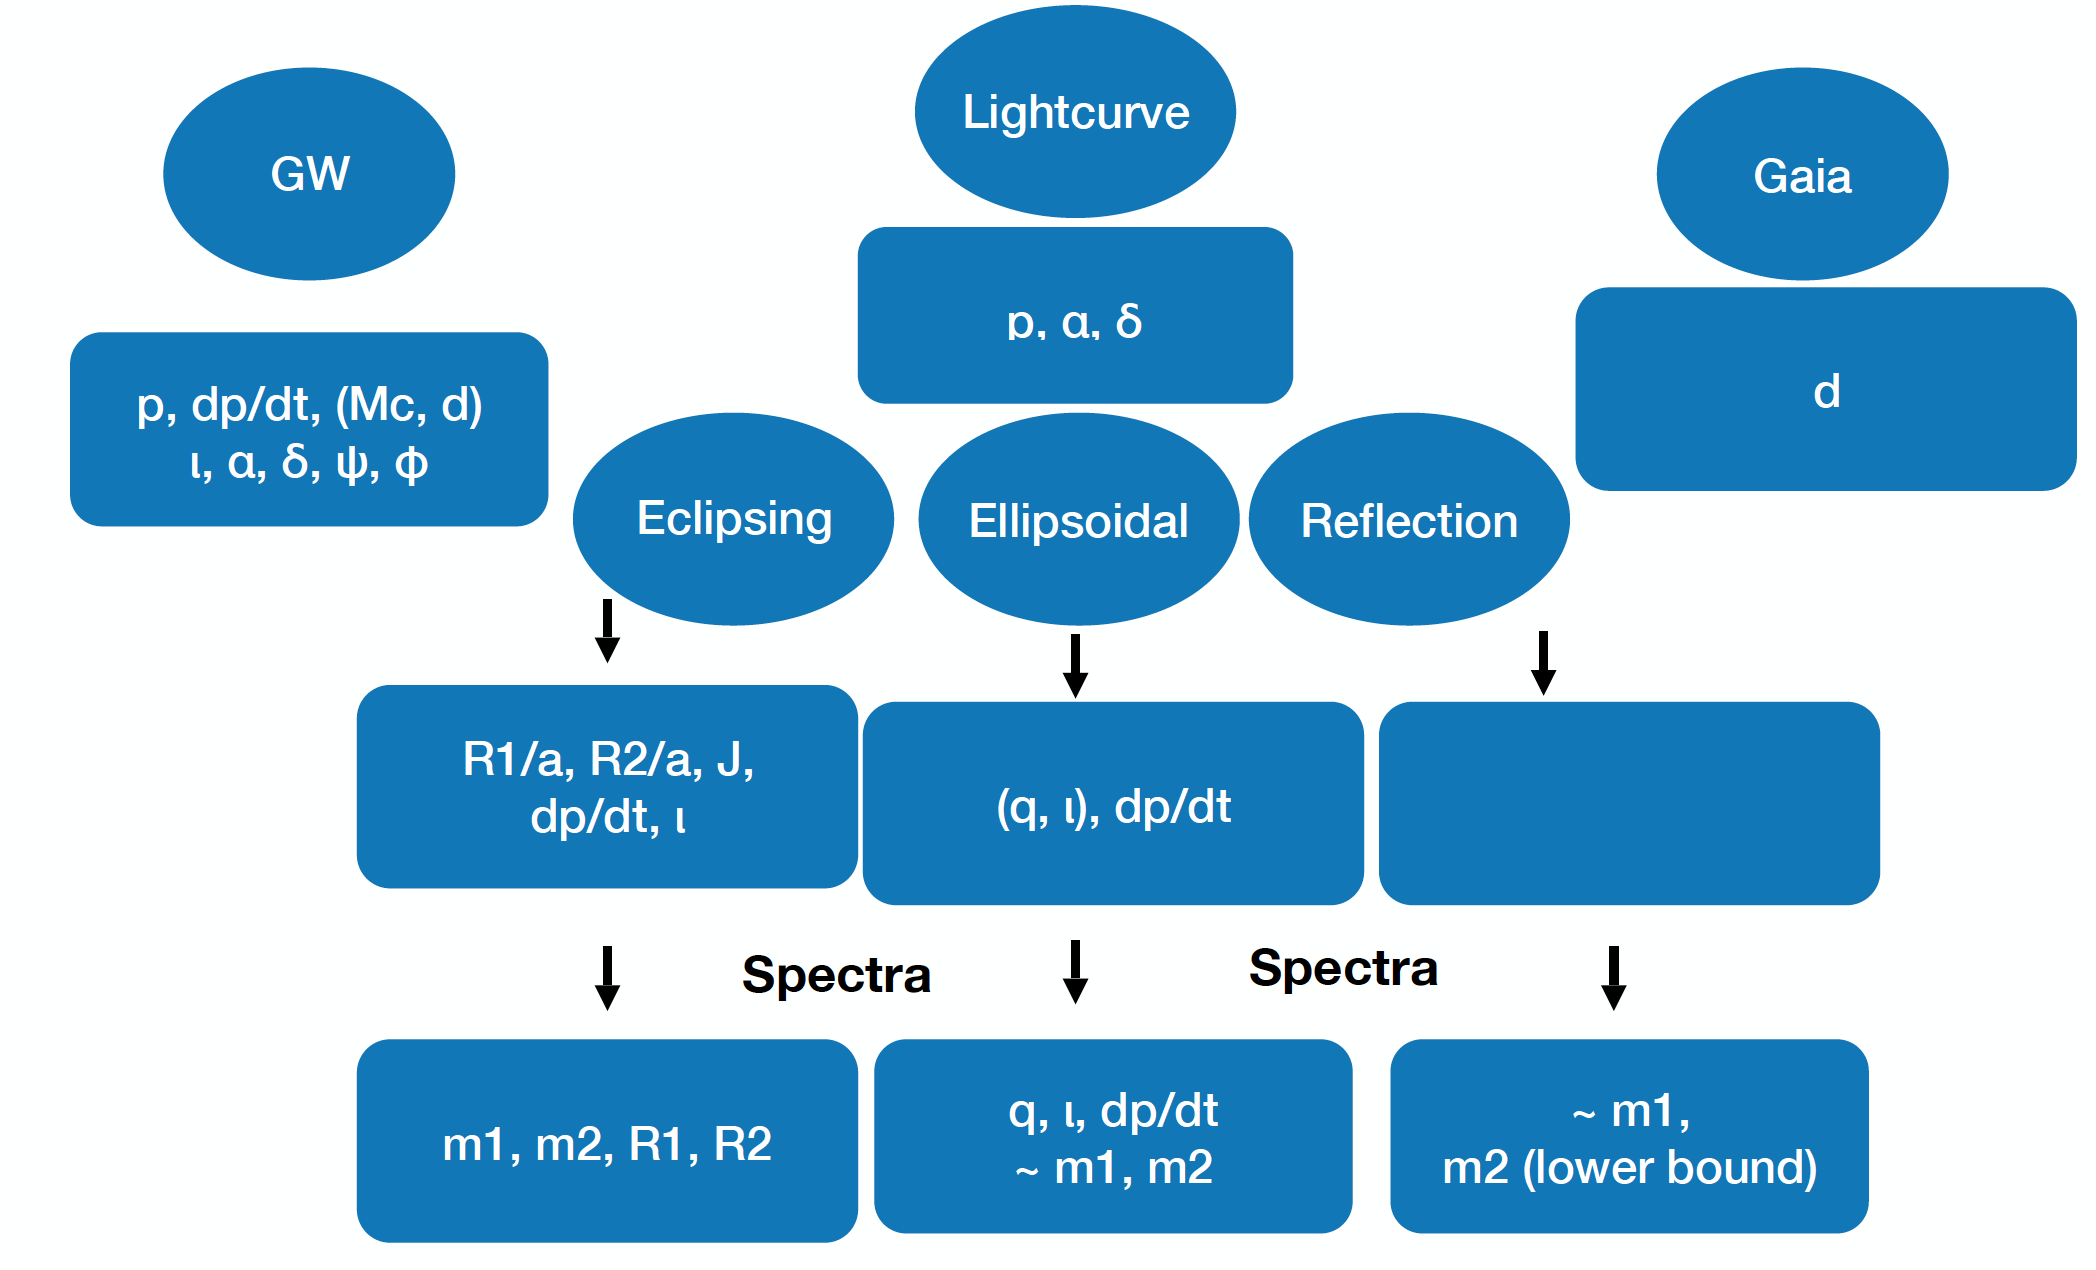 GW
Lightcurve
Gaia
p, dp/dt, (Mc, d)
ι, α, δ, ψ, φ
p, α, δ
d
Eclipsing
Ellipsoidal
Reflection
R1/a, R2/a, J,
dp/dt, ι
(q, ι), dp/dt
Spectra
Spectra
m1, m2, R1, R2
q, ι, dp/dt
~ m1, m2
~ m1,
m2 (lower bound)